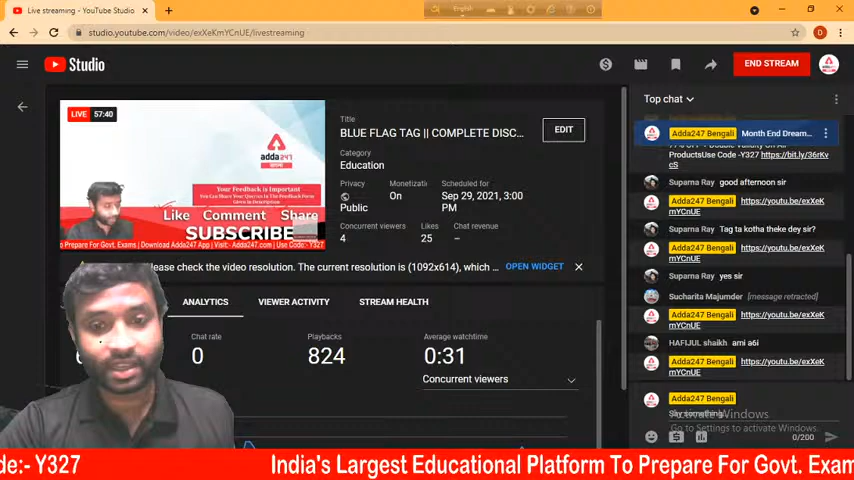 Live streaming - YouTube Studio
English
studio.youtube.com/video/exXeKmYCnUE/livestreaming
D
Studio
END STREAM
LIVE 57:40
adda247
বাংলা
Your Feedback is Important
Like Comment Share
SUBSCRIBE
To Prepare For Govt. Exams | Download Adda247 App | Visit:- Adda247.com | Use Code:- Y327
Title
BLUE FLAG TAG || COMPLETE DISC...
EDIT
Category
Education
Privacy
Public
Monetizati
On
Scheduled for
Sep 29, 2021, 3:00
PM
Concurrent viewers
4
Likes
25
Chat revenue
–
lease check the video resolution. The current resolution is (1092x614), which ...
OPEN WIDGET
ANALYTICS
VIEWER ACTIVITY
STREAM HEALTH
Chat rate
0
Playbacks
824
Average watchtime
0:31
Concurrent viewers
Top chat
Adda247 Bengali Month End Dream...
77% OFF + Double Validity On All
ProductsUse Code -Y327 https://bit.ly/36rKv
cS
Suparna Ray good afternoon sir
Adda247 Bengali https://youtu.be/exXeK
mYCnUE
Suparna Ray Tag ta kotha theke dey sir?
Adda247 Bengali https://youtu.be/exXeK
mYCnUE
Suparna Ray yes sir
Sucharita Majumder [message retracted]
Adda247 Bengali https://youtu.be/exXeK
mYCnUE
HAFIJUL shaikh ami a6i
Adda247 Bengali https://youtu.be/exXeK
mYCnUE
Adda247 Bengali
Say something...
Activate Windows
Go to Settings to activate Windows.
0/200
de:- Y327
India's Largest Educational Platform To Prepare For Govt. Exam